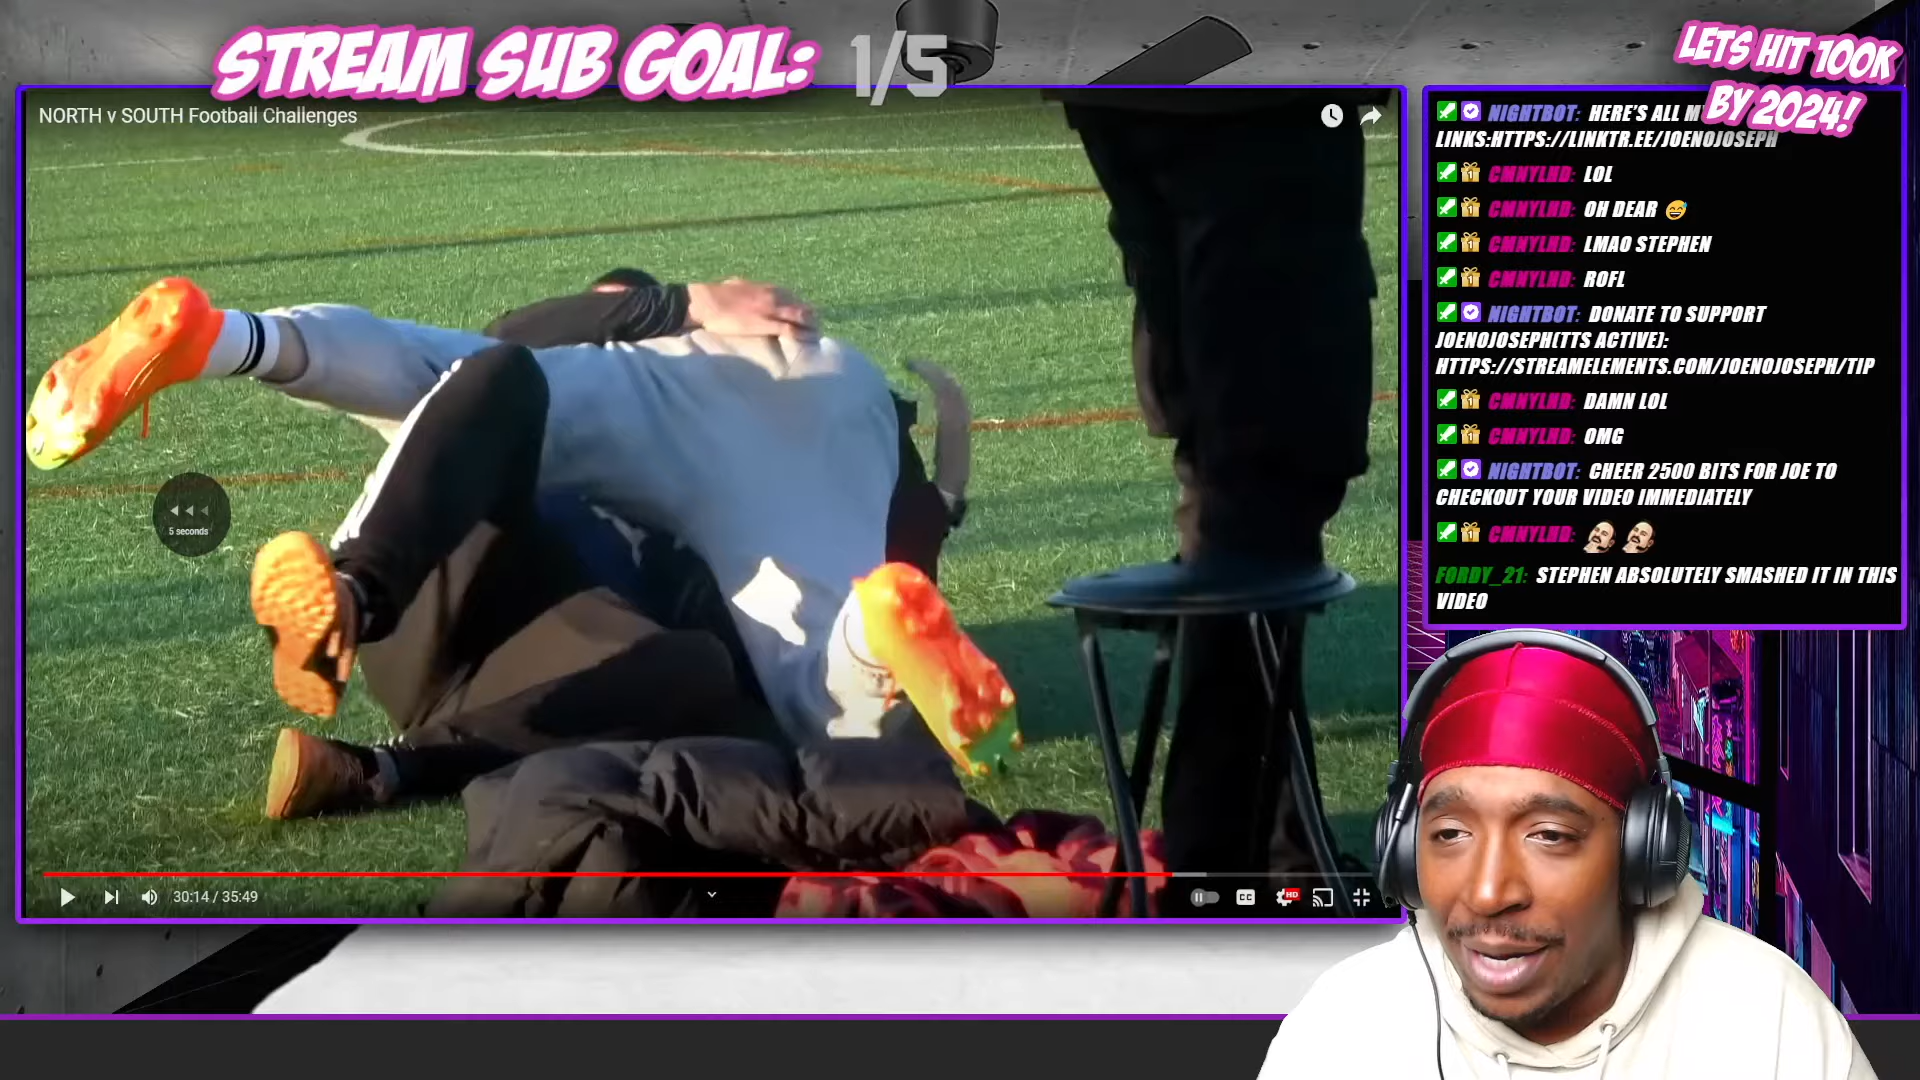 STREAM SUB GOAL: 1/5
LETS HIT 100K
BY 2024!
NORTH v SOUTH Football Challenges
NIGHTBOT: HERE'S ALL M
LINKS:HTTPS://LINKTR.EE/JOENOJOSEPH
CMNYLHD: LOL
CMNYLHD: OH DEAR 😅
CMNYLHD: LMAO STEPHEN
CMNYLHD: ROFL
NIGHTBOT: DONATE TO SUPPORT
JOENOJOSEPH(TTS ACTIVE):
HTTPS://STREAMELEMENTS.COM/JOENOJOSEPH/TIP
CMNYLHD: DAMN LOL
CMNYLHD: OMG
NIGHTBOT: CHEER 2500 BITS FOR JOE TO
CHECKOUT YOUR VIDEO IMMEDIATELY
CMNYLHD:
FORDY_21: STEPHEN ABSOLUTELY SMASHED IT IN THIS
VIDEO
5 seconds
30:14 / 35:49
CC
HD